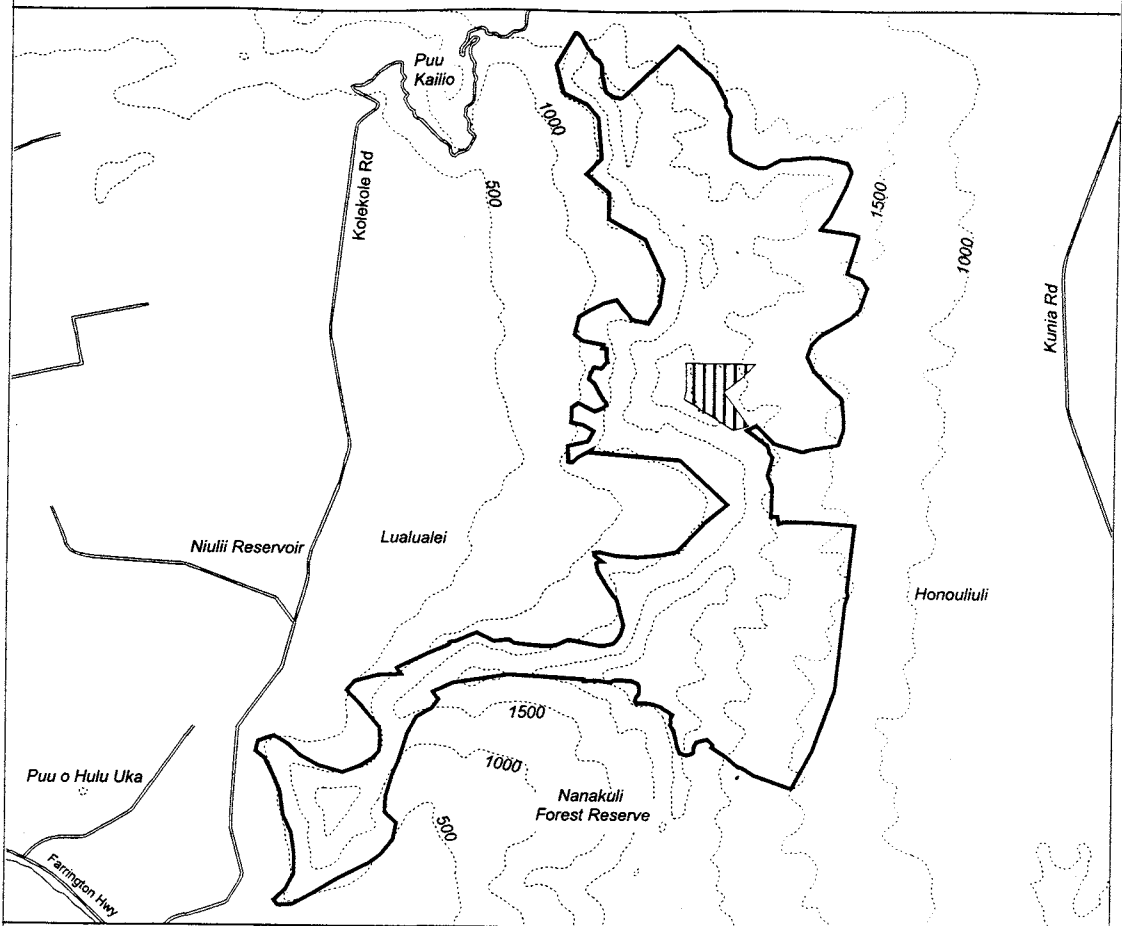 Puu
Kailio
1000
Kolekole Rd
500
1500
1000
Kunia Rd
Niulii Reservoir
Lualualei
Honouliuli
1500
Puu o Hulu Uka
1000
Nanakuli
Forest Reserve
500
Farrington Hwy